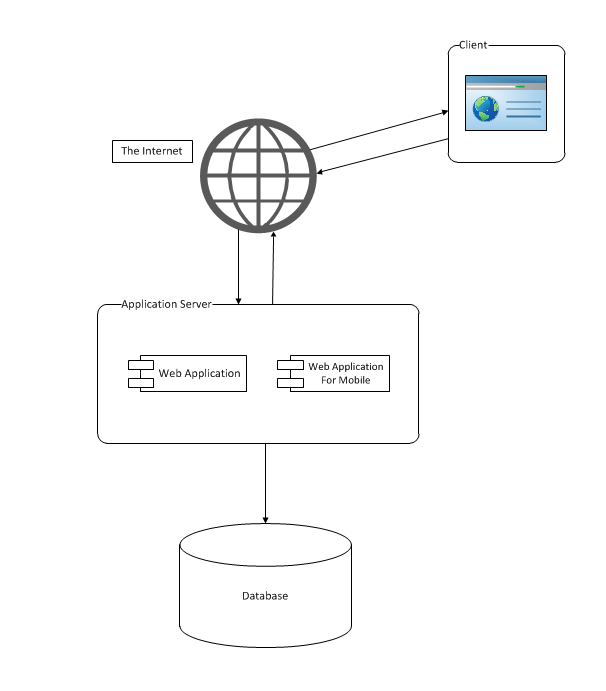 Client
The Internet
Application Server
Web Application
Web Application
For Mobile
Database